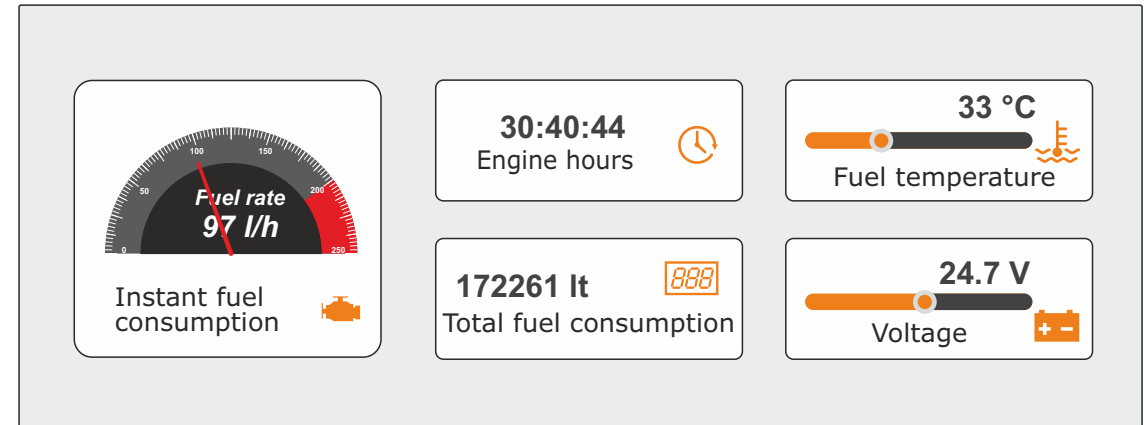 0
50
100
150
200
250
Fuel rate
97 l/h
Instant fuel
consumption
30:40:44
Engine hours
172261 lt
888
Total fuel consumption
33 °C
Fuel temperature
24.7 V
+ -
Voltage